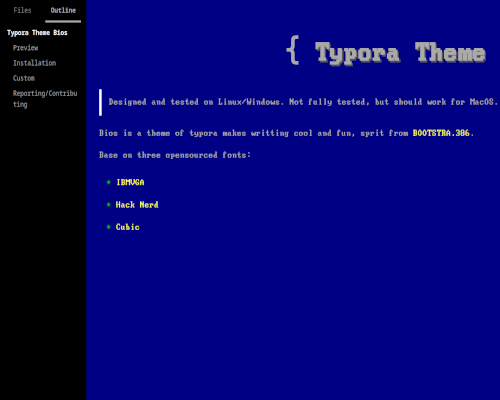 Files Outline
Typora Theme Bios
Preview
Installation
Custom
Reporting/Contribu
ting
{ Typora Theme
Designed and tested on Linux/Windows. Not fully tested, but should work for MacOS.
Bios is a theme of typora makes writting cool and fun, sprit from BOOTSTRA.386.
Base on three opensourced fonts:
* IBMVGA
* Hack Nerd
* Cubic